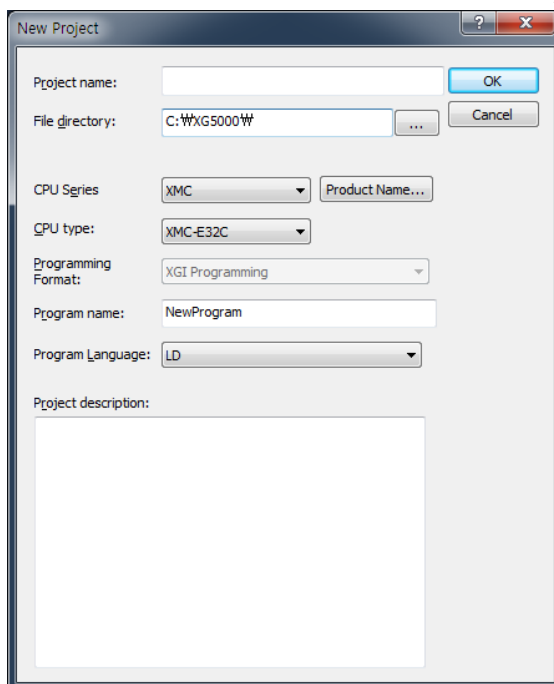 New Project
?
X
Project name:
OK
File directory:
C:₩XG5000₩
...
Cancel
CPU Series
XMC
Product Name...
CPU type:
XMC-E32C
Programming
Format:
XGI Programming
Program name:
NewProgram
Program Language:
LD
Project description: